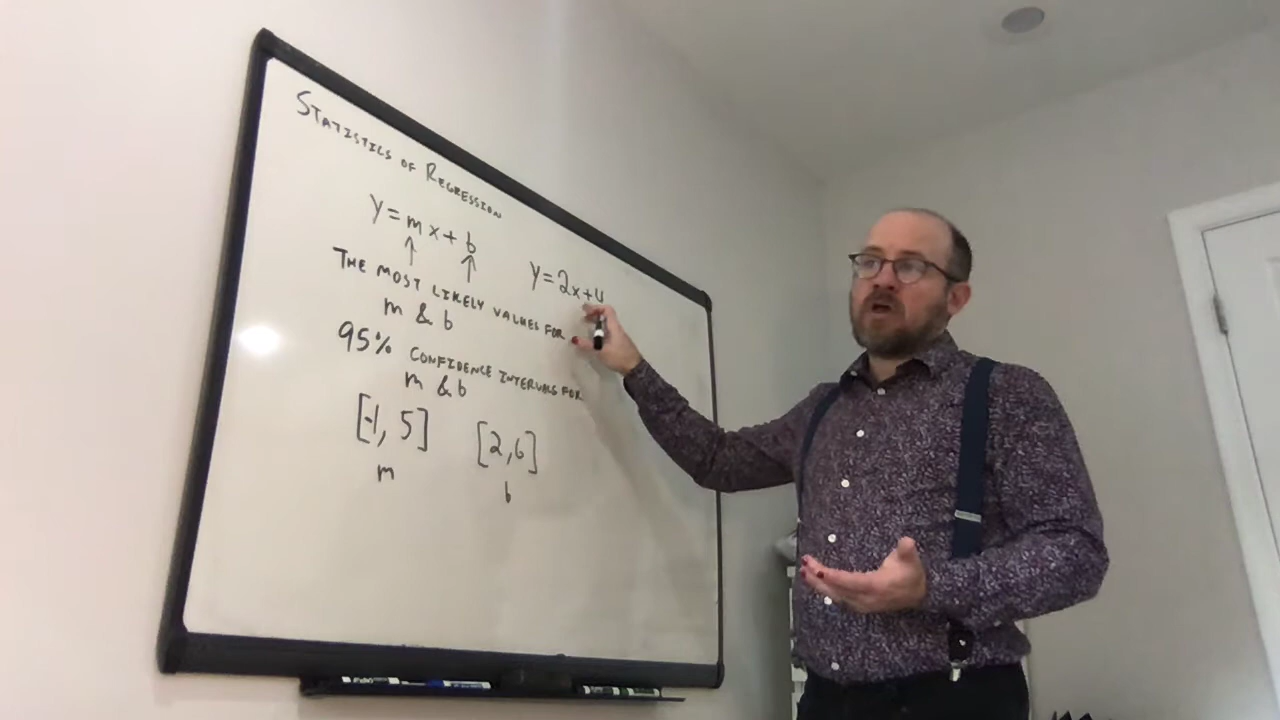 STATISTICS OF REGRESSION
y = mx + b
↑ ↑
y = 2x + 4
THE MOST LIKELY VALUES FOR
m & b
95% CONFIDENCE INTERVALS FOR
m & b
[-1, 5] [2, 6]
m b
EXPO